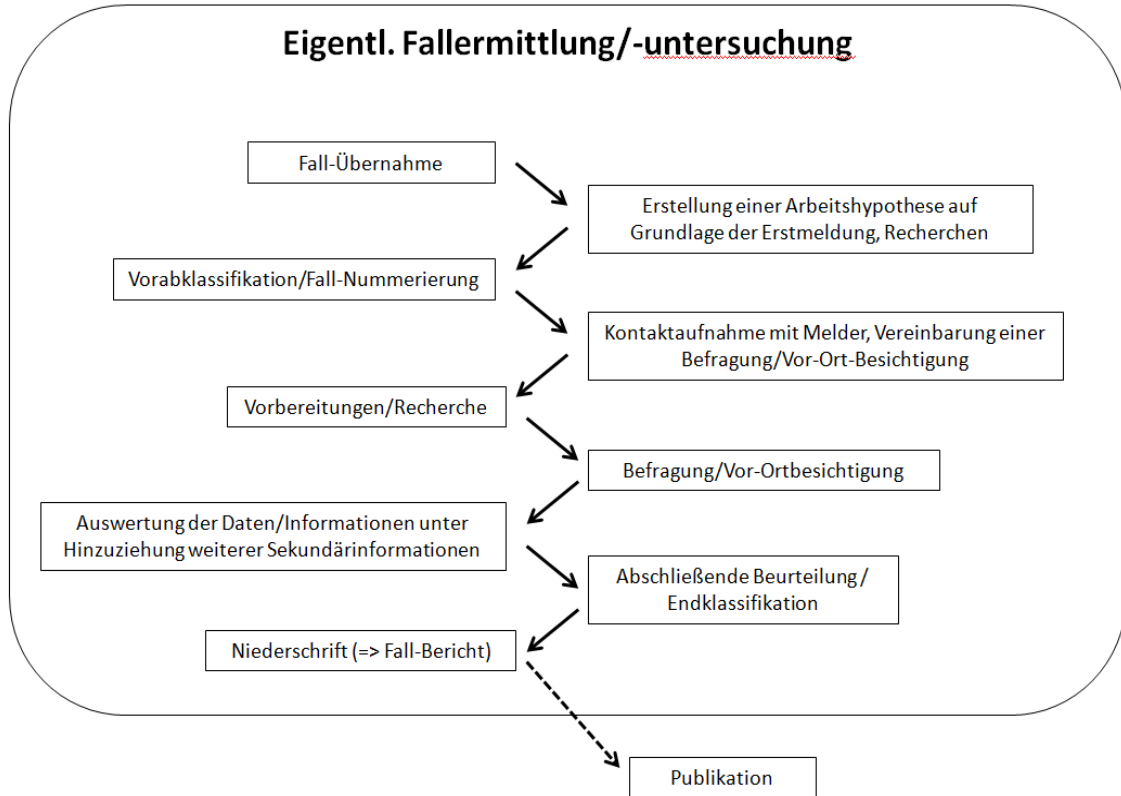 Eigentl. Fallermittlung/-untersuchung
Fall-Übernahme
Erstellung einer Arbeitshypothese auf
Grundlage der Erstmeldung, Recherchen
Vorabklassifikation/Fall-Nummerierung
Kontaktaufnahme mit Melder, Vereinbarung einer
Befragung/Vor-Ort-Besichtigung
Vorbereitungen/Recherche
Befragung/Vor-Ortbesichtigung
Auswertung der Daten/Informationen unter
Hinzuziehung weiterer Sekundärinformationen
Abschließende Beurteilung /
Endklassifikation
Niederschrift (=> Fall-Bericht)
Publikation